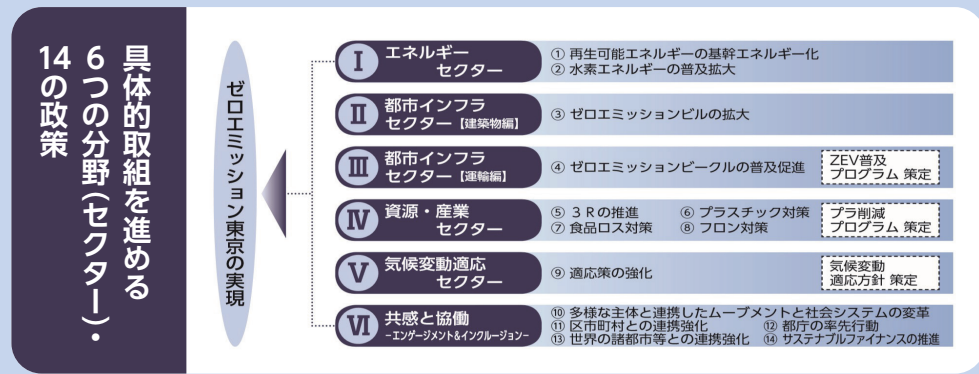 具体的取組を進める
6つの分野(セクター)・
14の政策
ゼロエミッション東京の実現
Ⅰ エネルギー
セクター
① 再生可能エネルギーの基幹エネルギー化
② 水素エネルギーの普及拡大
Ⅱ 都市インフラ
セクター【建築物編】
③ ゼロエミッションビルの拡大
Ⅲ 都市インフラ
セクター【運輸編】
④ ゼロエミッションビークルの普及促進
ZEV普及
プログラム 策定
Ⅳ 資源・産業
セクター
⑤ 3Rの推進 ⑥ プラスチック対策
⑦ 食品ロス対策 ⑧ フロン対策
プラ削減
プログラム 策定
Ⅴ 気候変動適応
セクター
⑨ 適応策の強化
気候変動
適応方針 策定
Ⅵ 共感と協働
-エンゲージメント&インクルージョン-
⑩ 多様な主体と連携したムーブメントと社会システムの変革
⑪ 区市町村との連携強化 ⑫ 都庁の率先行動
⑬ 世界の諸都市等との連携強化 ⑭ サステナブルファイナンスの推進